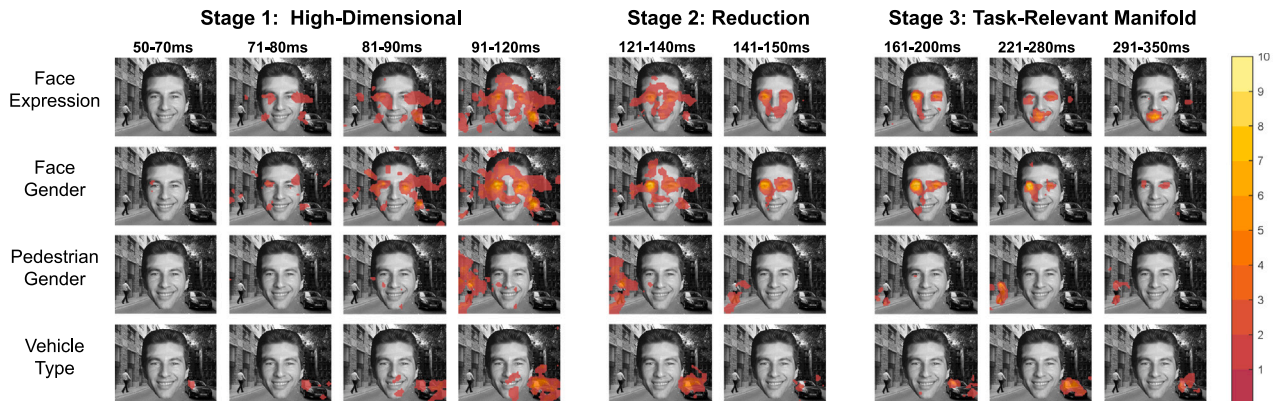 Stage 1: High-Dimensional
Stage 2: Reduction
Stage 3: Task-Relevant Manifold
50-70ms
71-80ms
81-90ms
91-120ms
121-140ms
141-150ms
161-200ms
221-280ms
291-350ms
Face
Expression
Face
Gender
Pedestrian
Gender
Vehicle
Type
10
9
8
7
6
5
4
3
2
1